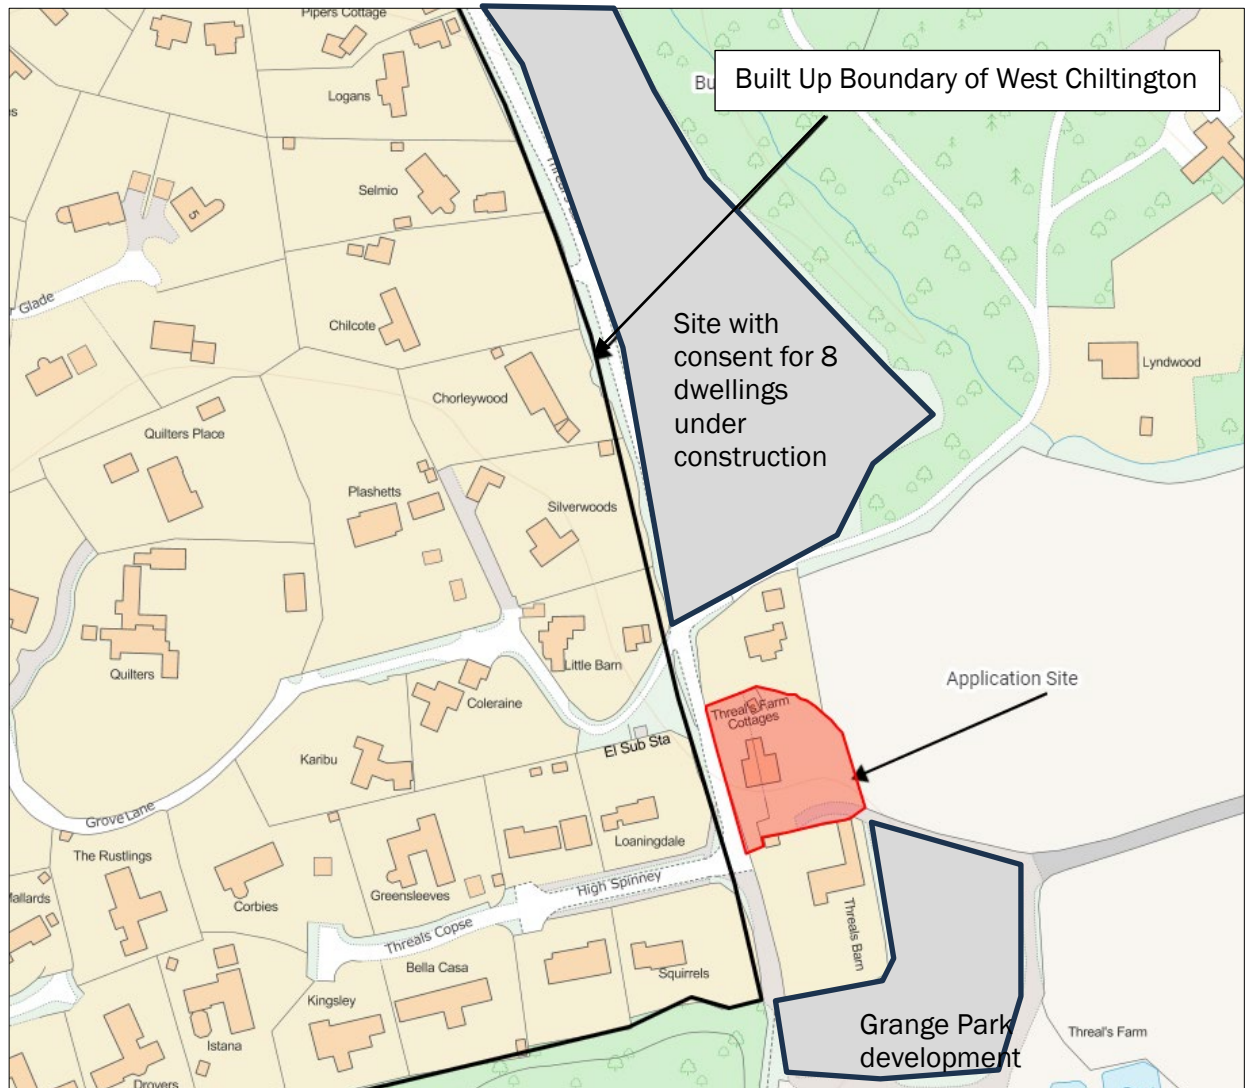 Pipers Cottage
Logans
Built Up Boundary of West Chiltington
Selmio
5
Glade
Chilcote
Site with
consent for 8
dwellings
under
construction
Lyndwood
Chorleywood
Quilters Place
Plashetts
Silverwoods
Quilters
Little Barn
Coleraine
Application Site
Threal's Farm
Cottages
El Sub Sta
Karibu
Grove Lane
Loaningdale
The Rustlings
Corbies
Greensleeves
High Spinney
Threals Copse
Threals Barn
Bella Casa
Squirrels
Kingsley
Istana
Grange Park
development
Threal's Farm
Drovers